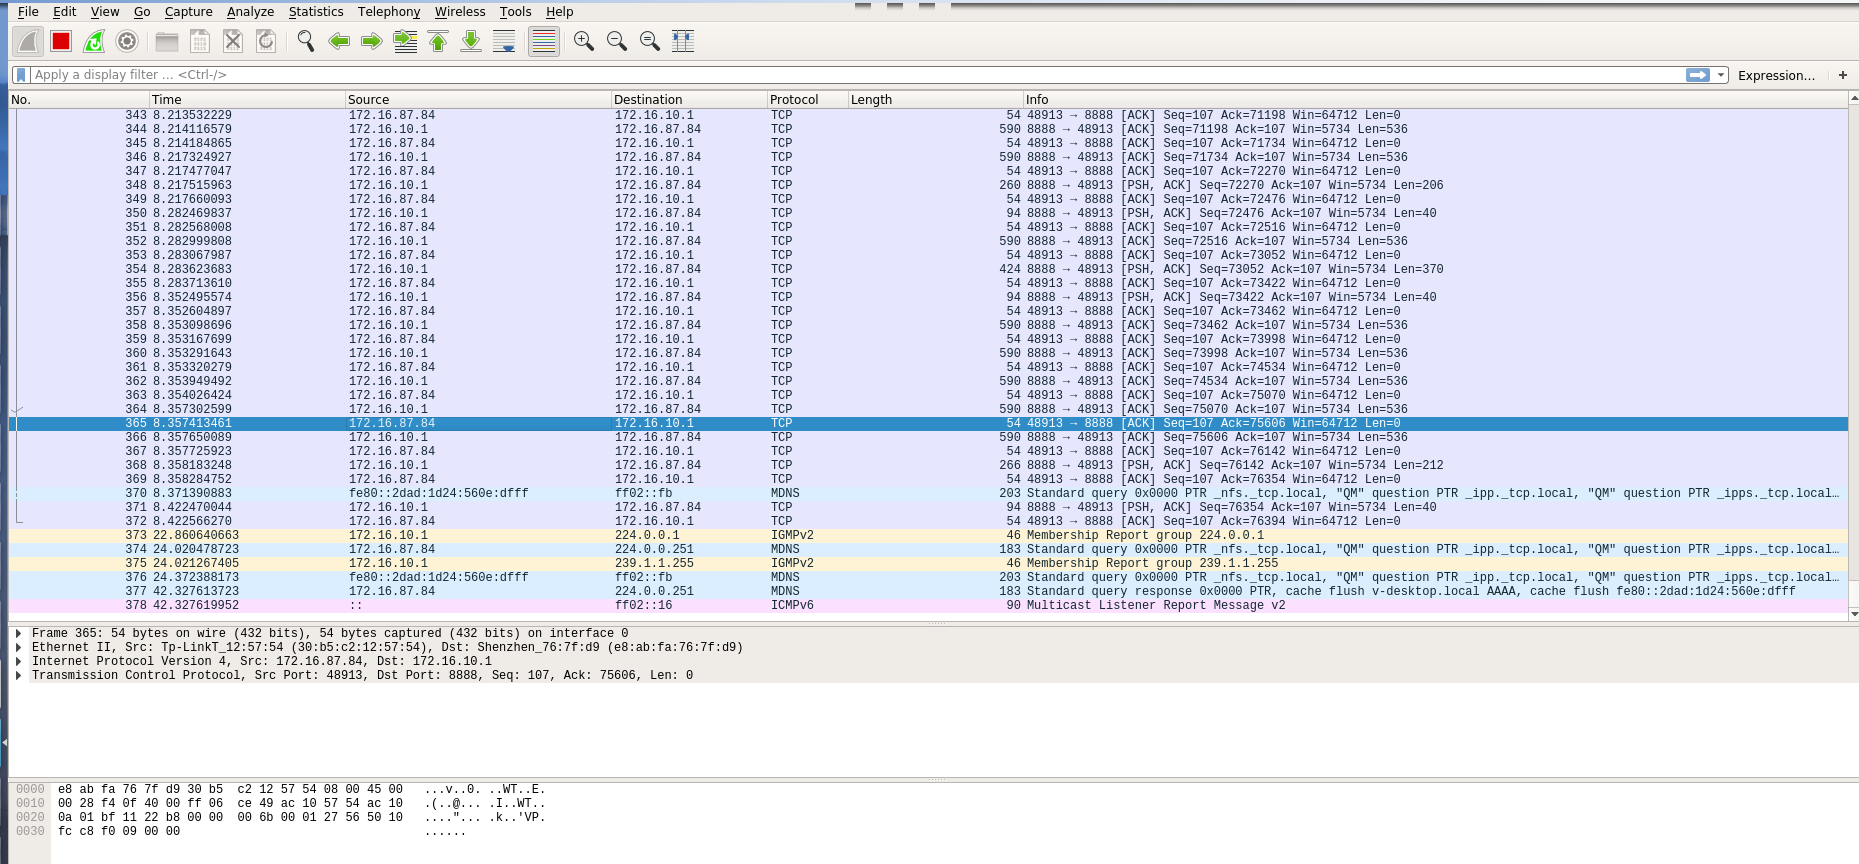 File Edit View Go Capture Analyze Statistics Telephony Wireless Tools Help
Apply a display filter … <Ctrl-/> Expression… +
No. Time Source Destination Protocol Length Info
343 8.213532229 172.16.87.84 172.16.10.1 TCP 54 48913 → 8888 [ACK] Seq=107 Ack=71198 Win=64712 Len=0
344 8.214116579 172.16.10.1 172.16.87.84 TCP 590 8888 → 48913 [ACK] Seq=71198 Ack=107 Win=5734 Len=536
345 8.214184865 172.16.87.84 172.16.10.1 TCP 54 48913 → 8888 [ACK] Seq=107 Ack=71734 Win=64712 Len=0
346 8.217324927 172.16.10.1 172.16.87.84 TCP 590 8888 → 48913 [ACK] Seq=71734 Ack=107 Win=5734 Len=536
347 8.217477047 172.16.87.84 172.16.10.1 TCP 54 48913 → 8888 [ACK] Seq=107 Ack=72270 Win=64712 Len=0
348 8.217515963 172.16.10.1 172.16.87.84 TCP 260 8888 → 48913 [PSH, ACK] Seq=72270 Ack=107 Win=5734 Len=206
349 8.217660093 172.16.87.84 172.16.10.1 TCP 54 48913 → 8888 [ACK] Seq=107 Ack=72476 Win=64712 Len=0
350 8.282469837 172.16.10.1 172.16.87.84 TCP 94 8888 → 48913 [PSH, ACK] Seq=72476 Ack=107 Win=5734 Len=40
351 8.282568008 172.16.87.84 172.16.10.1 TCP 54 48913 → 8888 [ACK] Seq=107 Ack=72516 Win=64712 Len=0
352 8.282999808 172.16.10.1 172.16.87.84 TCP 590 8888 → 48913 [ACK] Seq=72516 Ack=107 Win=5734 Len=536
353 8.283067987 172.16.87.84 172.16.10.1 TCP 54 48913 → 8888 [ACK] Seq=107 Ack=73052 Win=64712 Len=0
354 8.283623683 172.16.10.1 172.16.87.84 TCP 424 8888 → 48913 [PSH, ACK] Seq=73052 Ack=107 Win=5734 Len=370
355 8.283713610 172.16.87.84 172.16.10.1 TCP 54 48913 → 8888 [ACK] Seq=107 Ack=73422 Win=64712 Len=0
356 8.352495574 172.16.10.1 172.16.87.84 TCP 94 8888 → 48913 [PSH, ACK] Seq=73422 Ack=107 Win=5734 Len=40
357 8.352604897 172.16.87.84 172.16.10.1 TCP 54 48913 → 8888 [ACK] Seq=107 Ack=73462 Win=64712 Len=0
358 8.353098696 172.16.10.1 172.16.87.84 TCP 590 8888 → 48913 [ACK] Seq=73462 Ack=107 Win=5734 Len=536
359 8.353167699 172.16.87.84 172.16.10.1 TCP 54 48913 → 8888 [ACK] Seq=107 Ack=73998 Win=64712 Len=0
360 8.353291643 172.16.10.1 172.16.87.84 TCP 590 8888 → 48913 [ACK] Seq=73998 Ack=107 Win=5734 Len=536
361 8.353320279 172.16.87.84 172.16.10.1 TCP 54 48913 → 8888 [ACK] Seq=107 Ack=74534 Win=64712 Len=0
362 8.353949492 172.16.10.1 172.16.87.84 TCP 590 8888 → 48913 [ACK] Seq=74534 Ack=107 Win=5734 Len=536
363 8.354026424 172.16.87.84 172.16.10.1 TCP 54 48913 → 8888 [ACK] Seq=107 Ack=75070 Win=64712 Len=0
364 8.357302599 172.16.10.1 172.16.87.84 TCP 590 8888 → 48913 [ACK] Seq=75070 Ack=107 Win=5734 Len=536
365 8.357413461 172.16.87.84 172.16.10.1 TCP 54 48913 → 8888 [ACK] Seq=107 Ack=75606 Win=64712 Len=0
366 8.357650089 172.16.10.1 172.16.87.84 TCP 590 8888 → 48913 [ACK] Seq=75606 Ack=107 Win=5734 Len=536
367 8.357725923 172.16.87.84 172.16.10.1 TCP 54 48913 → 8888 [ACK] Seq=107 Ack=76142 Win=64712 Len=0
368 8.358183248 172.16.10.1 172.16.87.84 TCP 266 8888 → 48913 [PSH, ACK] Seq=76142 Ack=107 Win=5734 Len=212
369 8.358284752 172.16.87.84 172.16.10.1 TCP 54 48913 → 8888 [ACK] Seq=107 Ack=76354 Win=64712 Len=0
370 8.371390883 fe80::2dad:1d24:560e:dfff ff02::fb MDNS 203 Standard query 0x0000 PTR _nfs._tcp.local, "QM" question PTR _ipp._tcp.local, "QM" question PTR _ipps._tcp.local…
371 8.422470044 172.16.10.1 172.16.87.84 TCP 94 8888 → 48913 [PSH, ACK] Seq=76354 Ack=107 Win=5734 Len=40
372 8.422566270 172.16.87.84 172.16.10.1 TCP 54 48913 → 8888 [ACK] Seq=107 Ack=76394 Win=64712 Len=0
373 22.860640663 172.16.10.1 224.0.0.1 IGMPv2 46 Membership Report group 224.0.0.1
374 24.020478723 172.16.87.84 224.0.0.251 MDNS 183 Standard query 0x0000 PTR _nfs._tcp.local, "QM" question PTR _ipp._tcp.local, "QM" question PTR _ipps._tcp.local…
375 24.021267405 172.16.10.1 239.1.1.255 IGMPv2 46 Membership Report group 239.1.1.255
376 24.372388173 fe80::2dad:1d24:560e:dfff ff02::fb MDNS 203 Standard query 0x0000 PTR _nfs._tcp.local, "QM" question PTR _ipp._tcp.local, "QM" question PTR _ipps._tcp.local…
377 42.327613723 172.16.87.84 224.0.0.251 MDNS 183 Standard query response 0x0000 PTR, cache flush v-desktop.local AAAA, cache flush fe80::2dad:1d24:560e:dfff
378 42.327619952 :: ff02::16 ICMPv6 90 Multicast Listener Report Message v2
Frame 365: 54 bytes on wire (432 bits), 54 bytes captured (432 bits) on interface 0
Ethernet II, Src: Tp-LinkT_12:57:54 (30:b5:c2:12:57:54), Dst: Shenzhen_76:7f:d9 (e8:ab:fa:76:7f:d9)
Internet Protocol Version 4, Src: 172.16.87.84, Dst: 172.16.10.1
Transmission Control Protocol, Src Port: 48913, Dst Port: 8888, Seq: 107, Ack: 75606, Len: 0
0000 e8 ab fa 76 7f d9 30 b5 c2 12 57 54 08 00 45 00 ...v..0. ..WT..E.
0010 00 28 f4 0f 40 00 ff 06 ce 49 ac 10 57 54 ac 10 .(..@... .I..WT..
0020 0a 01 bf 11 22 b8 00 00 00 6b 00 01 27 56 50 10 ...."... .k..'VP.
0030 fc c8 f0 09 00 00 ......